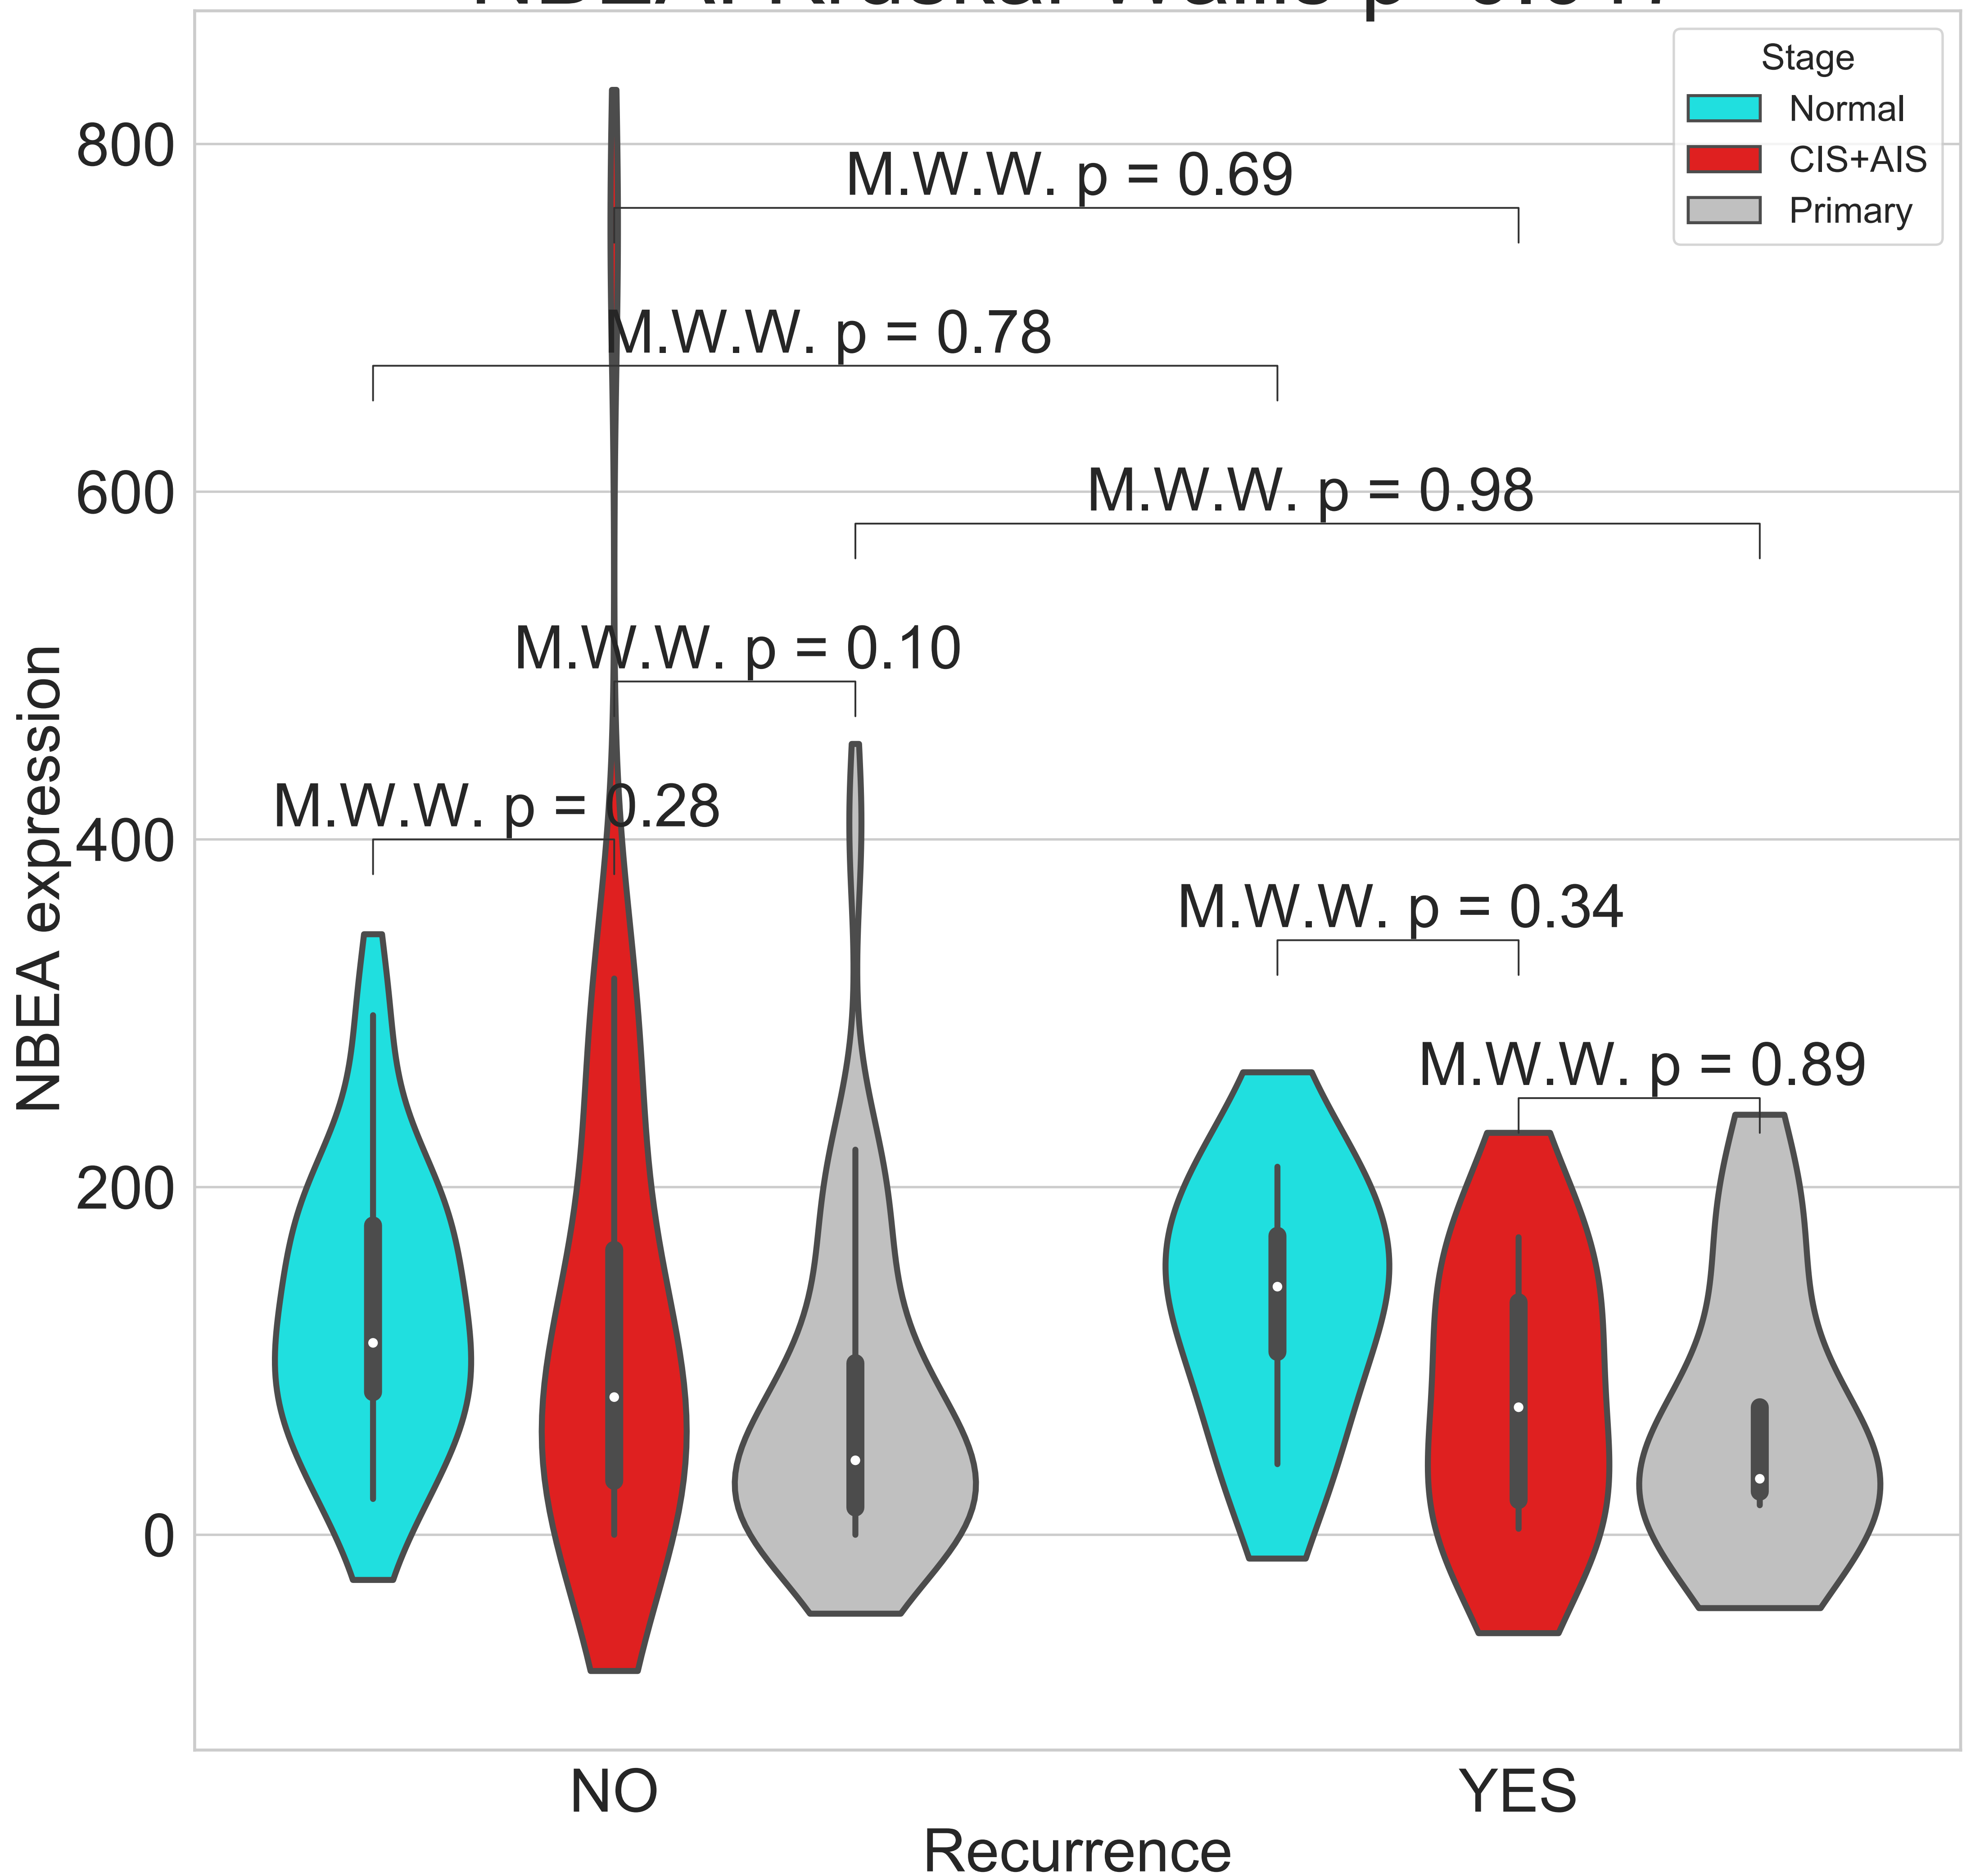 Stage
Normal
CIS+AIS
Primary
M.W.W. p = 0.69
M.W.W. p = 0.78
M.W.W. p = 0.98
M.W.W. p = 0.10
M.W.W. p = 0.28
M.W.W. p = 0.34
M.W.W. p = 0.89
800
600
400
200
0
NBEA expression
NO
YES
Recurrence